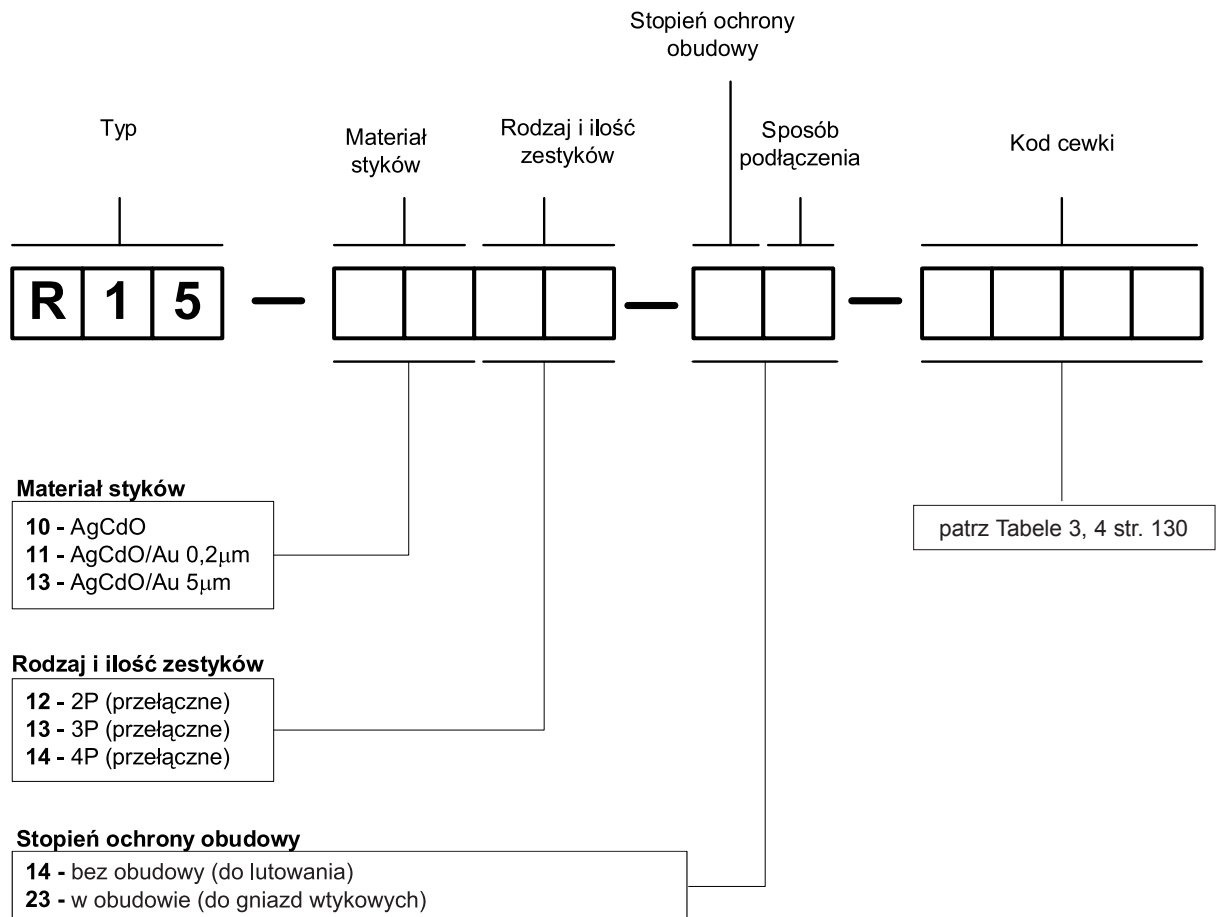 Stopień ochrony
obudowy
Typ
Materiał
styków
Rodzaj i ilość
zestyków
Sposób
podłączenia
Kod cewki
R 1 5 — — —
Materiał styków
10 - AgCdO
11 - AgCdO/Au 0,2μm
13 - AgCdO/Au 5μm
patrz Tabele 3, 4 str. 130
Rodzaj i ilość zestyków
12 - 2P (przełączne)
13 - 3P (przełączne)
14 - 4P (przełączne)
Stopień ochrony obudowy
14 - bez obudowy (do lutowania)
23 - w obudowie (do gniazd wtykowych)